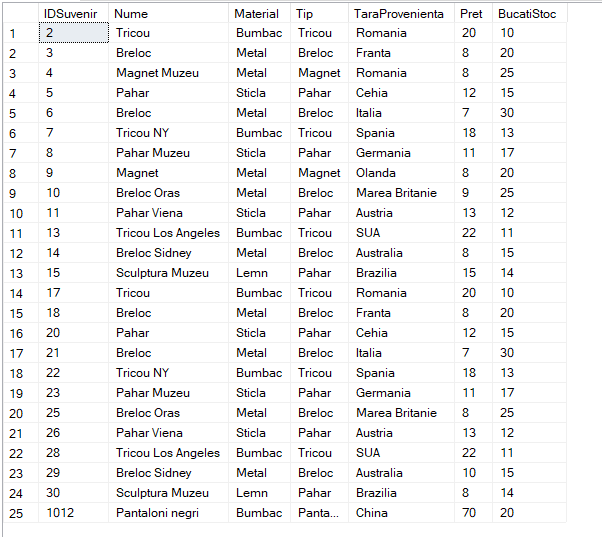 IDSuvenir Nume Material Tip TaraProvenienta Pret BucatiStoc
1 2 Tricou Bumbac Tricou Romania 20 10
2 3 Breloc Metal Breloc Franta 8 20
3 4 Magnet Muzeu Metal Magnet Romania 8 25
4 5 Pahar Sticla Pahar Cehia 12 15
5 6 Breloc Metal Breloc Italia 7 30
6 7 Tricou NY Bumbac Tricou Spania 18 13
7 8 Pahar Muzeu Sticla Pahar Germania 11 17
8 9 Magnet Metal Magnet Olanda 8 20
9 10 Breloc Oras Metal Breloc Marea Britanie 9 25
10 11 Pahar Viena Sticla Pahar Austria 13 12
11 13 Tricou Los Angeles Bumbac Tricou SUA 22 11
12 14 Breloc Sidney Metal Breloc Australia 8 15
13 15 Sculptura Muzeu Lemn Pahar Brazilia 15 14
14 17 Tricou Bumbac Tricou Romania 20 10
15 18 Breloc Metal Breloc Franta 8 20
16 20 Pahar Sticla Pahar Cehia 12 15
17 21 Breloc Metal Breloc Italia 7 30
18 22 Tricou NY Bumbac Tricou Spania 18 13
19 23 Pahar Muzeu Sticla Pahar Germania 11 17
20 25 Breloc Oras Metal Breloc Marea Britanie 8 25
21 26 Pahar Viena Sticla Pahar Austria 13 12
22 28 Tricou Los Angeles Bumbac Tricou SUA 22 11
23 29 Breloc Sidney Metal Breloc Australia 10 15
24 30 Sculptura Muzeu Lemn Pahar Brazilia 8 14
25 1012 Pantaloni negri Bumbac Panta... China 70 20